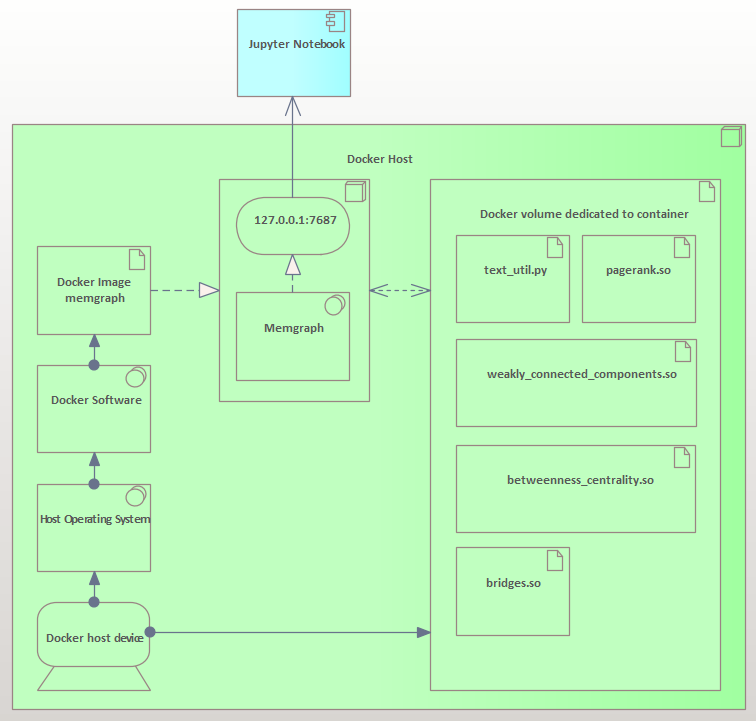 Jupyter Notebook
Docker Host
127.0.0.1:7687
Docker volume dedicated to container
text_util.py
pagerank.so
Docker Image
memgraph
Memgraph
weakly_connected_components.so
Docker Software
betweenness_centrality.so
Host Operating System
bridges.so
Docker host device